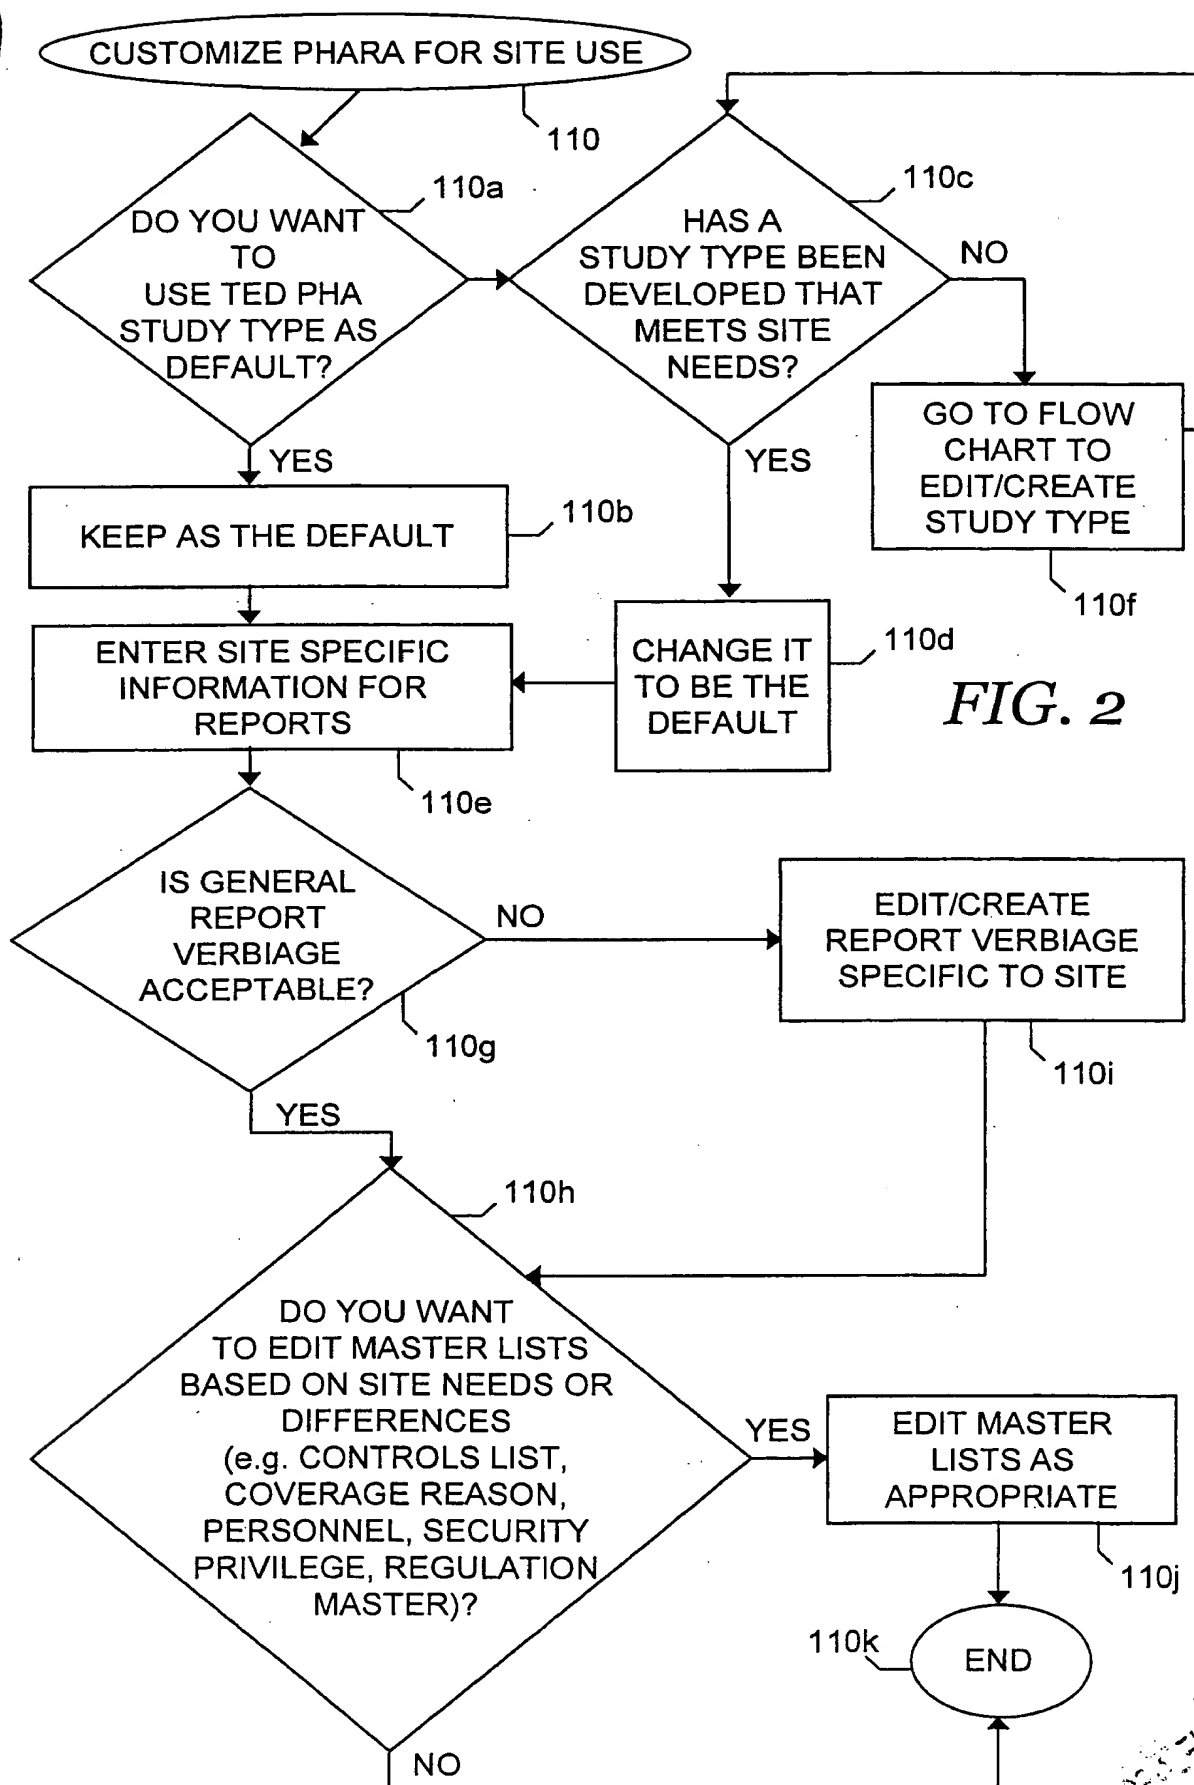 CUSTOMIZE PHARA FOR SITE USE
110
110a
DO YOU WANT
TO
USE TED PHA
STUDY TYPE AS
DEFAULT?
YES
110c
HAS A
STUDY TYPE BEEN
DEVELOPED THAT
MEETS SITE
NEEDS?
NO
YES
GO TO FLOW
CHART TO
EDIT/CREATE
STUDY TYPE
110f
KEEP AS THE DEFAULT
110b
ENTER SITE SPECIFIC
INFORMATION FOR
REPORTS
110e
CHANGE IT
TO BE THE
DEFAULT
110d
FIG. 2
IS GENERAL
REPORT
VERBIAGE
ACCEPTABLE?
NO
110g
YES
EDIT/CREATE
REPORT VERBIAGE
SPECIFIC TO SITE
110i
110h
DO YOU WANT
TO EDIT MASTER LISTS
BASED ON SITE NEEDS OR
DIFFERENCES
(e.g. CONTROLS LIST,
COVERAGE REASON,
PERSONNEL, SECURITY
PRIVILEGE, REGULATION
MASTER)?
YES
NO
EDIT MASTER
LISTS AS
APPROPRIATE
110j
110k
END